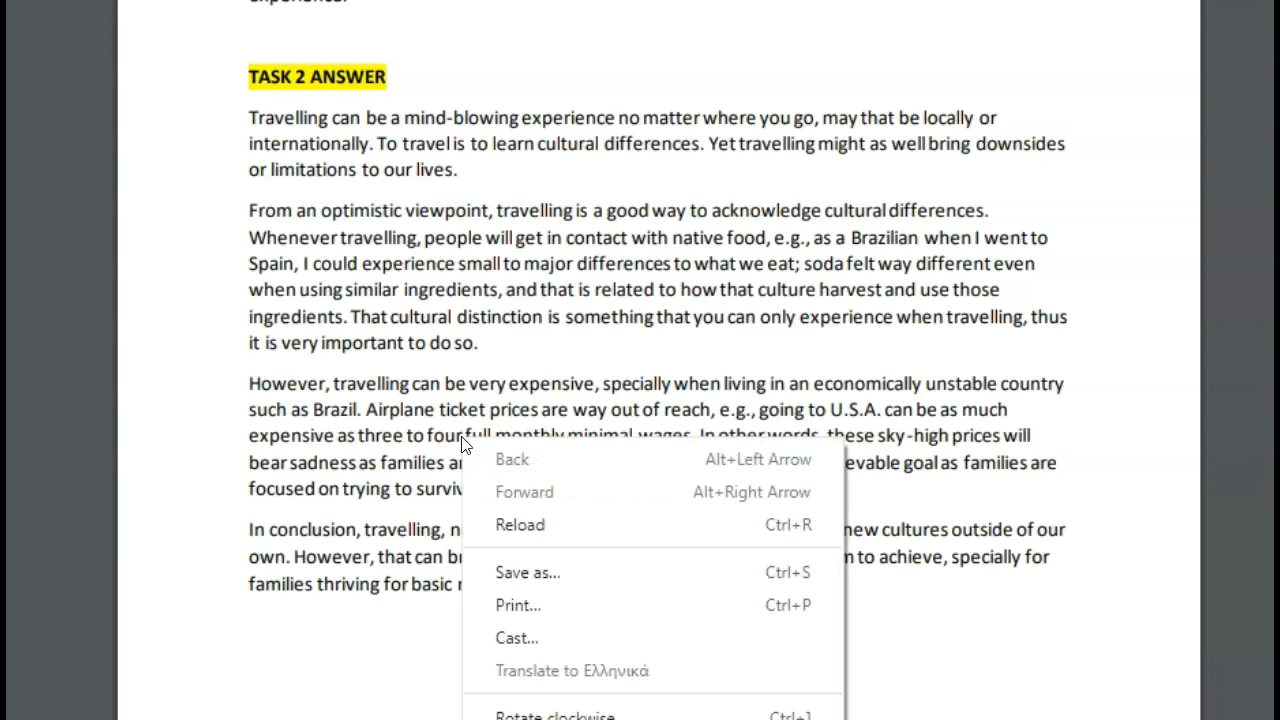 experience.
TASK 2 ANSWER
Travelling can be a mind-blowing experience no matter where you go, may that be locally or
internationally. To travel is to learn cultural differences. Yet travelling might as well bring downsides
or limitations to our lives.
From an optimistic viewpoint, travelling is a good way to acknowledge cultural differences.
Whenever travelling, people will get in contact with native food, e.g., as a Brazilian when I went to
Spain, I could experience small to major differences to what we eat; soda felt way different even
when using similar ingredients, and that is related to how that culture harvest and use those
ingredients. That cultural distinction is something that you can only experience when travelling, thus
it is very important to do so.
However, travelling can be very expensive, specially when living in an economically unstable country
such as Brazil. Airplane ticket prices are way out of reach, e.g., going to U.S.A. can be as much
expensive as three to four full monthly minimal wages. In other words, these sky-high prices will
bear sadness as families goal as families are
focused on trying to
In conclusion, travelling, new cultures outside of our
own. However, that can to achieve, specially for
families thriving for basic
Back Alt+Left Arrow
Forward Alt+Right Arrow
Reload Ctrl+R
Save as... Ctrl+S
Print... Ctrl+P
Cast...
Translate to Ελληνικά
Rotate clockwise Ctrl+]